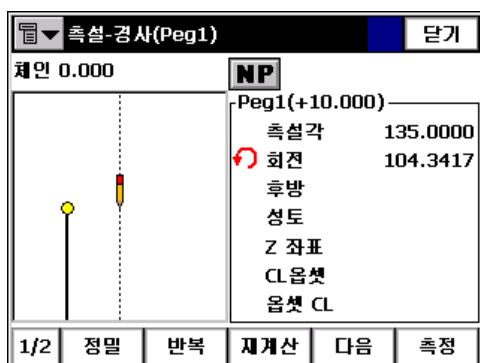 측설-경사(Peg1)
닫기
체인 0.000
NP
Peg1(+10.000)
측설각 135.0000
회전 104.3417
후방
성토
Z 좌표
CL옵셋
옵셋 CL
1/2 정밀 반복 재계산 다음 측정